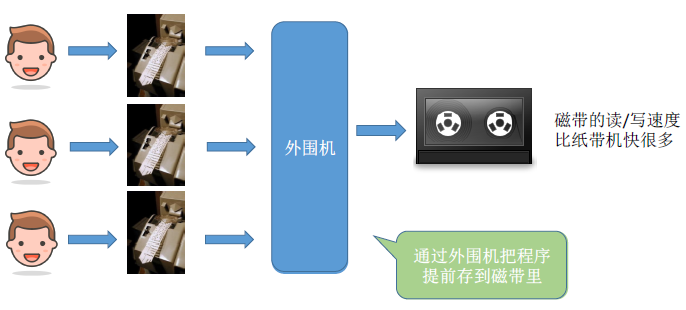 外围机
磁带的读/写速度
比纸带机快很多
通过外围机把程序
提前存到磁带里